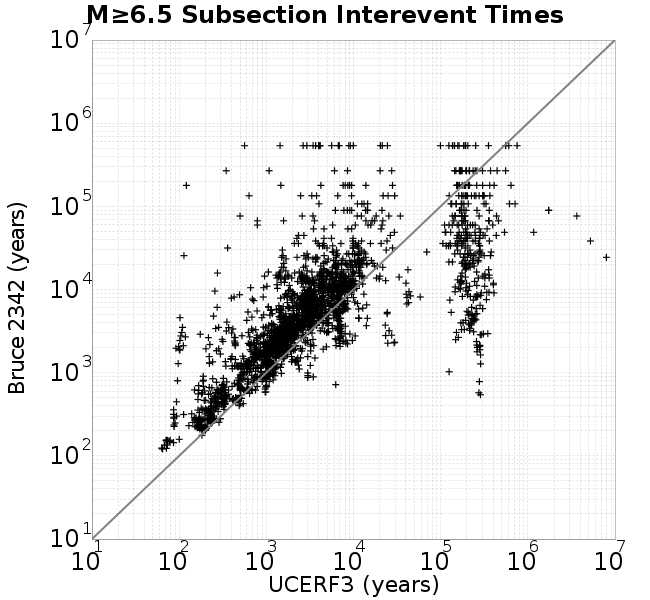 M≥6.5 Subsection Interevent Times
10^7
10^6
10^5
10^4
10^3
10^2
10^1
Bruce 2342 (years)
10^1 10^2 10^3 10^4 10^5 10^6 10^7
UCERF3 (years)